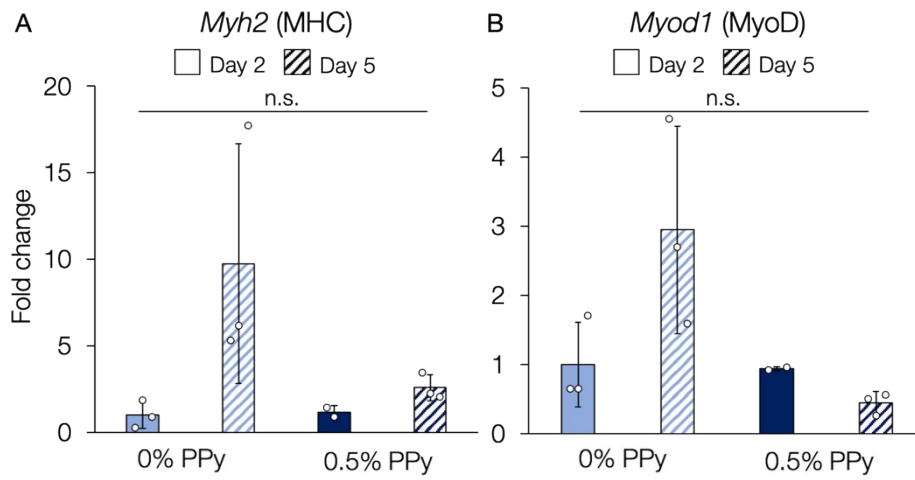 A
Myh2 (MHC)
Day 2
Day 5
n.s.
Fold change
20
15
10
5
0
0% PPy
0.5% PPy
B
Myod1 (MyoD)
Day 2
Day 5
n.s.
5
4
3
2
1
0
0% PPy
0.5% PPy